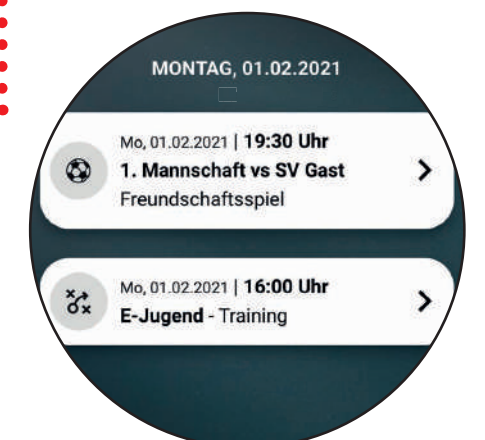 MONTAG, 01.02.2021
Mo, 01.02.2021 | 19:30 Uhr
1. Mannschaft vs SV Gast
Freundschaftsspiel
Mo, 01.02.2021 | 16:00 Uhr
E-Jugend - Training